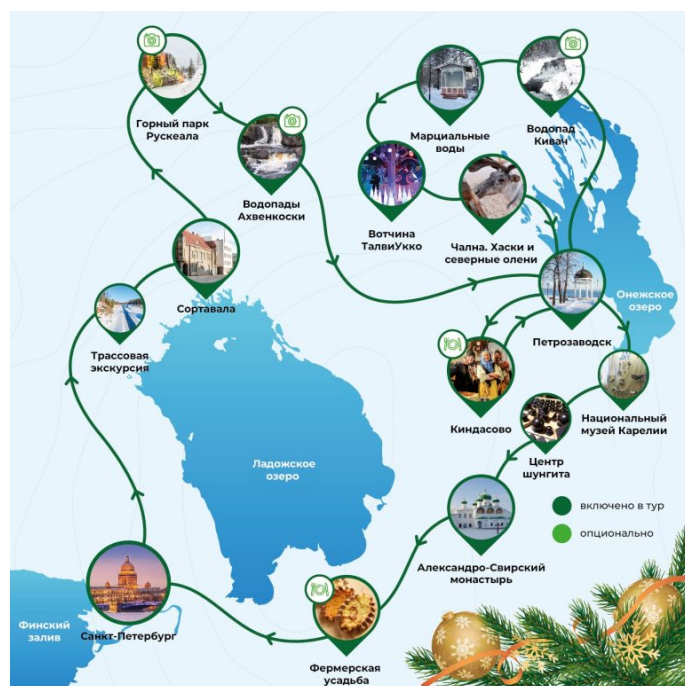 Горный парк
Рускеала
Водопады
Ахвенкоски
Марциальные
воды
Водопад
Кивач
Вотчина
ТалвиУкко
Чална. Хаски и
северные олени
Сортавала
Трассовая
экскурсия
Онежское
озеро
Петрозаводск
Киндасово
Национальный
музей Карелии
Центр
шунгита
Ладожское
озеро
включено в тур
опционально
Александро-Свирский
монастырь
Финский
залив
Санкт-Петербург
Фермерская
усадьба